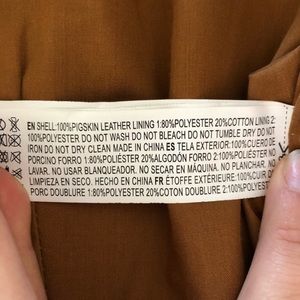 EN SHELL:100%PIGSKIN LEATHER LINING 1:80%POLYESTER 20%COTTON LINING 2:
100%POLYESTER DO NOT WASH DO NOT BLEACH DO NOT TUMBLE DRY DO NOT
IRON DO NOT DRY CLEAN MADE IN CHINA ES TELA EXTERIOR:100%CUERO DE
PORCINO FORRO 1:80%POLIÉSTER 20%ALGODÓN FORRO 2:100%POLIÉSTER NO
LAVAR. NO USAR BLANQUEADOR. NO SECAR EN MÁQUINA. NO PLANCHAR. NO
LIMPIEZA EN SECO. HECHO EN CHINA FR ÉTOFFE EXTÉRIEURE:100%CUIR DE
PORC DOUBLURE 1:80%POLYESTER 20%COTON DOUBLURE 2:100%POLYEST